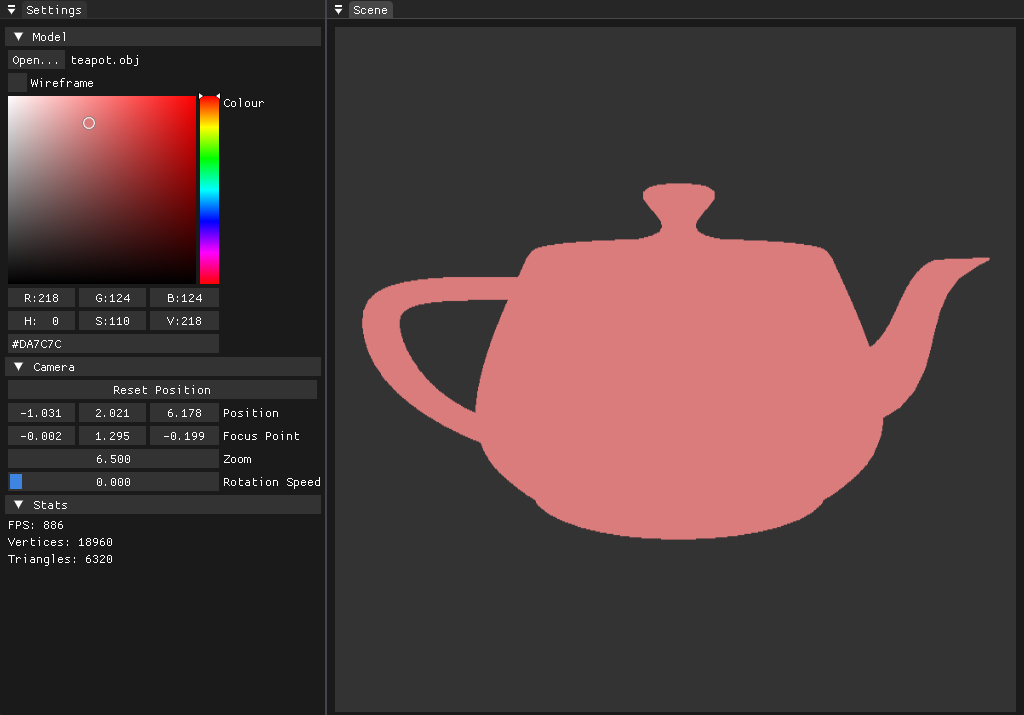 Settings
Model
Open... teapot.obj
Wireframe
Colour
R:218 G:124 B:124
H: 0 S:110 V:218
#DA7C7C
Camera
Reset Position
-1.031 2.021 6.178 Position
-0.002 1.295 -0.199 Focus Point
6.500 Zoom
0.000 Rotation Speed
Stats
FPS: 886
Vertices: 18960
Triangles: 6320
Scene